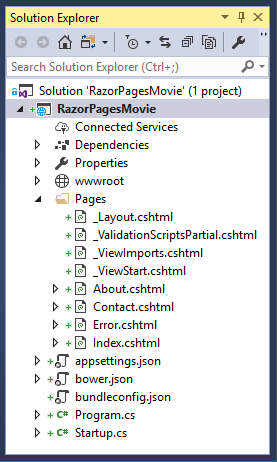 Solution Explorer
Search Solution Explorer (Ctrl+;)
Solution 'RazorPagesMovie' (1 project)
RazorPagesMovie
Connected Services
Dependencies
Properties
wwwroot
Pages
_Layout.cshtml
_ValidationScriptsPartial.cshtml
_ViewImports.cshtml
_ViewStart.cshtml
About.cshtml
Contact.cshtml
Error.cshtml
Index.cshtml
appsettings.json
bower.json
bundleconfig.json
C# Program.cs
C# Startup.cs